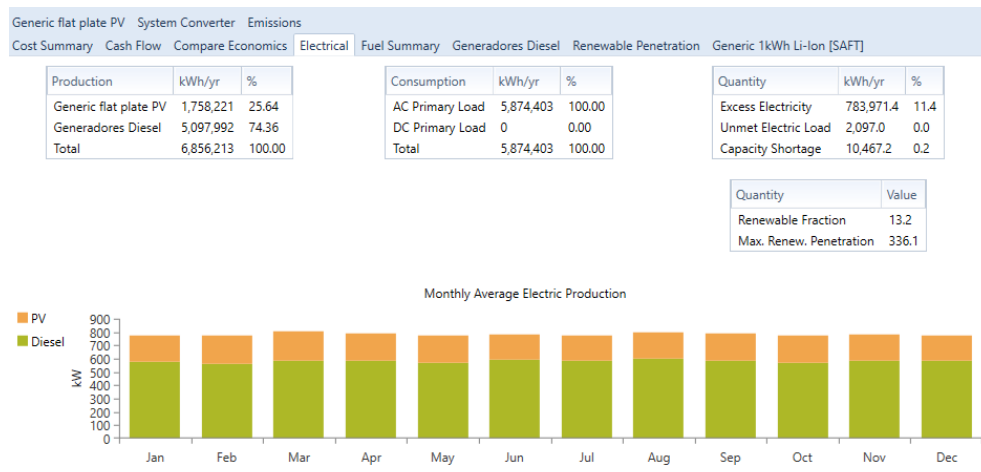 Generic flat plate PV System Converter Emissions
Cost Summary Cash Flow Compare Economics Electrical Fuel Summary Generadores Diesel Renewable Penetration Generic 1kWh Li-Ion [SAFT]
Production kWh/yr %
Generic flat plate PV 1,758,221 25.64
Generadores Diesel 5,097,992 74.36
Total 6,856,213 100.00
Consumption kWh/yr %
AC Primary Load 5,874,403 100.00
DC Primary Load 0 0.00
Total 5,874,403 100.00
Quantity kWh/yr %
Excess Electricity 783,971.4 11.4
Unmet Electric Load 2,097.0 0.0
Capacity Shortage 10,467.2 0.2
Quantity Value
Renewable Fraction 13.2
Max. Renew. Penetration 336.1
Monthly Average Electric Production
PV
Diesel
kW
900
800
700
600
500
400
300
200
100
0
Jan Feb Mar Apr May Jun Jul Aug Sep Oct Nov Dec